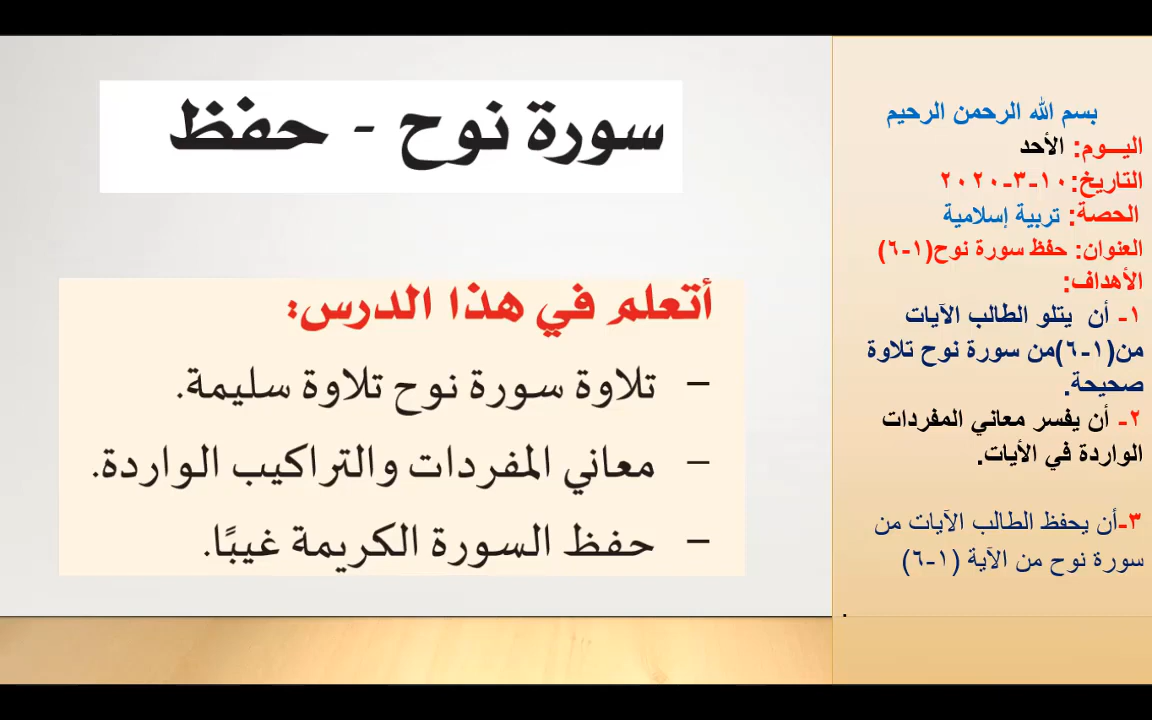 سورة نوح - حفظ
أتعلم في هذا الدرس:
– تلاوة سورة نوح تلاوة سليمة.
– معاني المفردات والتراكيب الواردة.
– حفظ السورة الكريمة غيبًا.
بسم الله الرحمن الرحيم
اليـــوم: الأحد
التاريخ:١٠-٣-٢٠٢٠
الحصة: تربية إسلامية
العنوان: حفظ سورة نوح(١-٦)
الأهداف:
١- أن يتلو الطالب الآيات
من(١-٦)من سورة نوح تلاوة
صحيحة.
٢- أن يفسر معاني المفردات
الواردة في الأيات.
٣-أن يحفظ الطالب الآيات من
سورة نوح من الآية (١-٦)
.